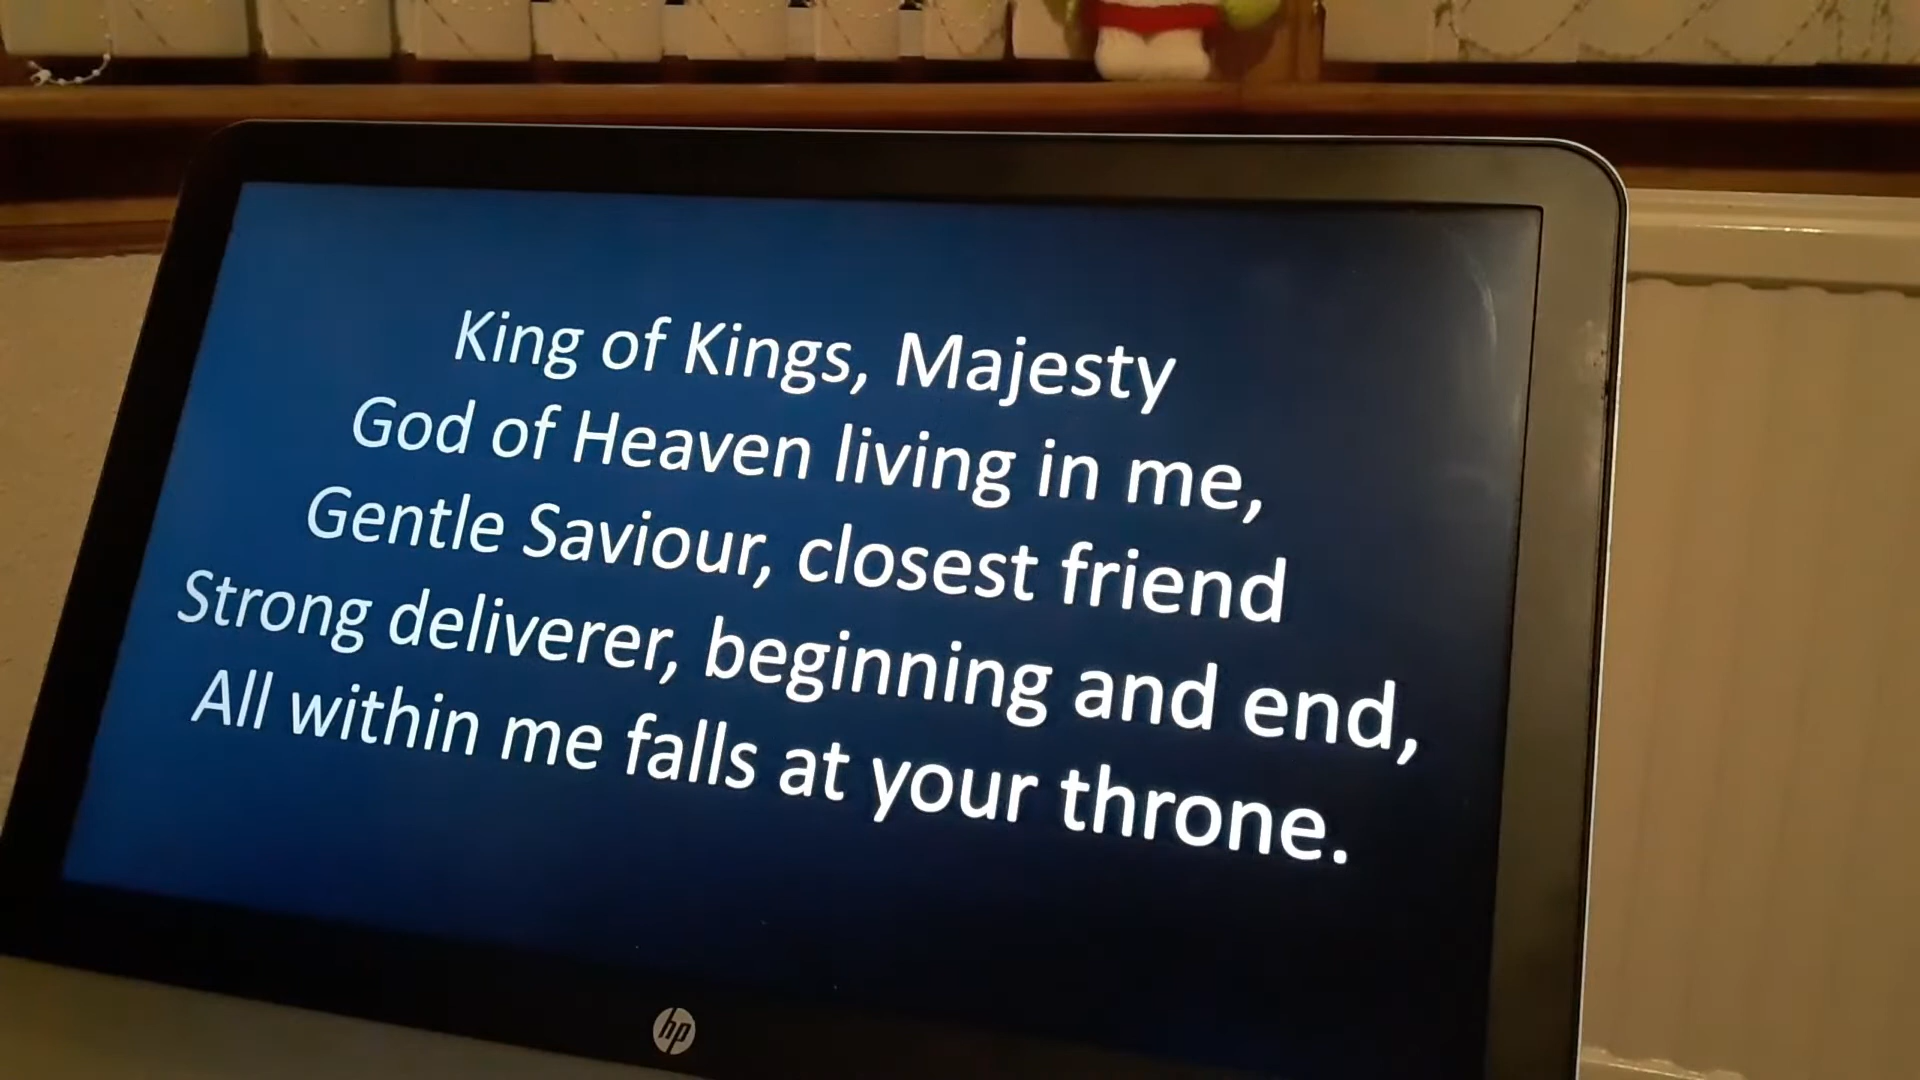 King of Kings, Majesty
God of Heaven living in me,
Gentle Saviour, closest friend
Strong deliverer, beginning and end,
All within me falls at your throne.
hp